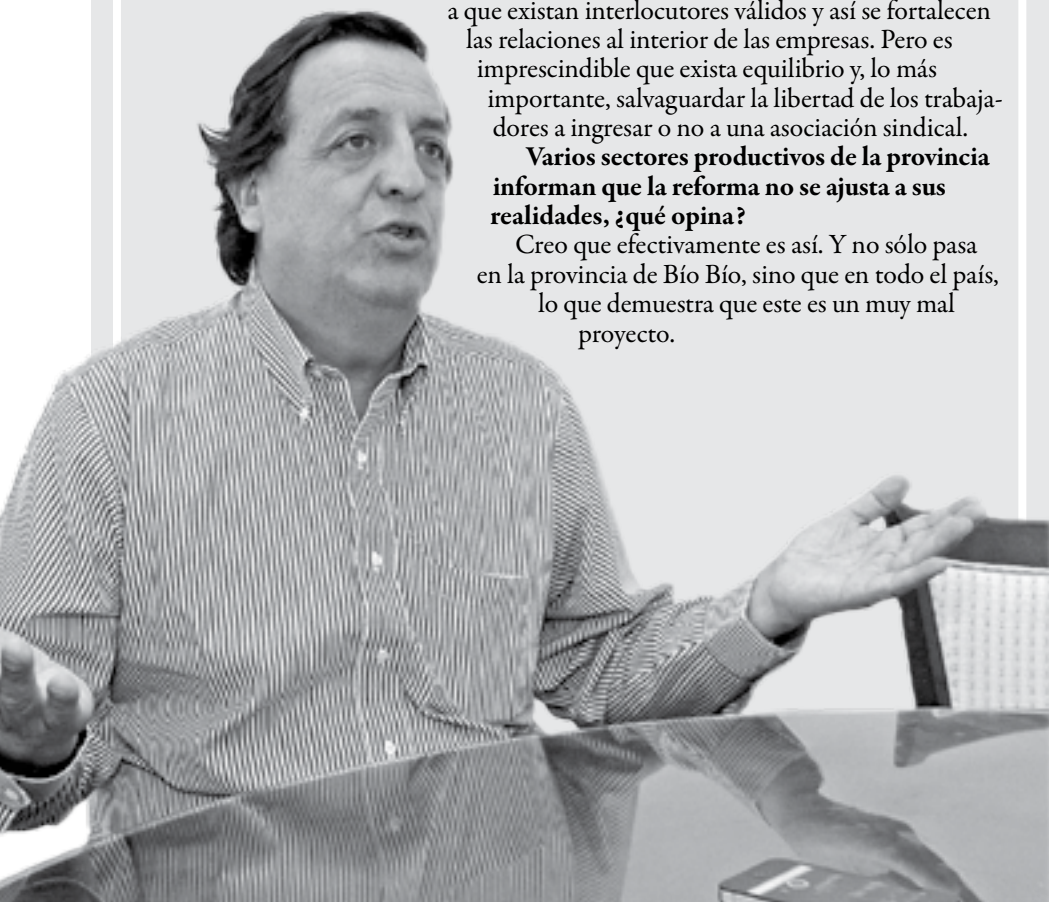 a que existan interlocutores válidos y así se fortalecen
las relaciones al interior de las empresas. Pero es
imprescindible que exista equilibrio y, lo más
importante, salvaguardar la libertad de los trabaja-
dores a ingresar o no a una asociación sindical.
Varios sectores productivos de la provincia
informan que la reforma no se ajusta a sus
realidades, ¿qué opina?
Creo que efectivamente es así. Y no sólo pasa
en la provincia de Bío Bío, sino que en todo el país,
lo que demuestra que este es un muy mal
proyecto.